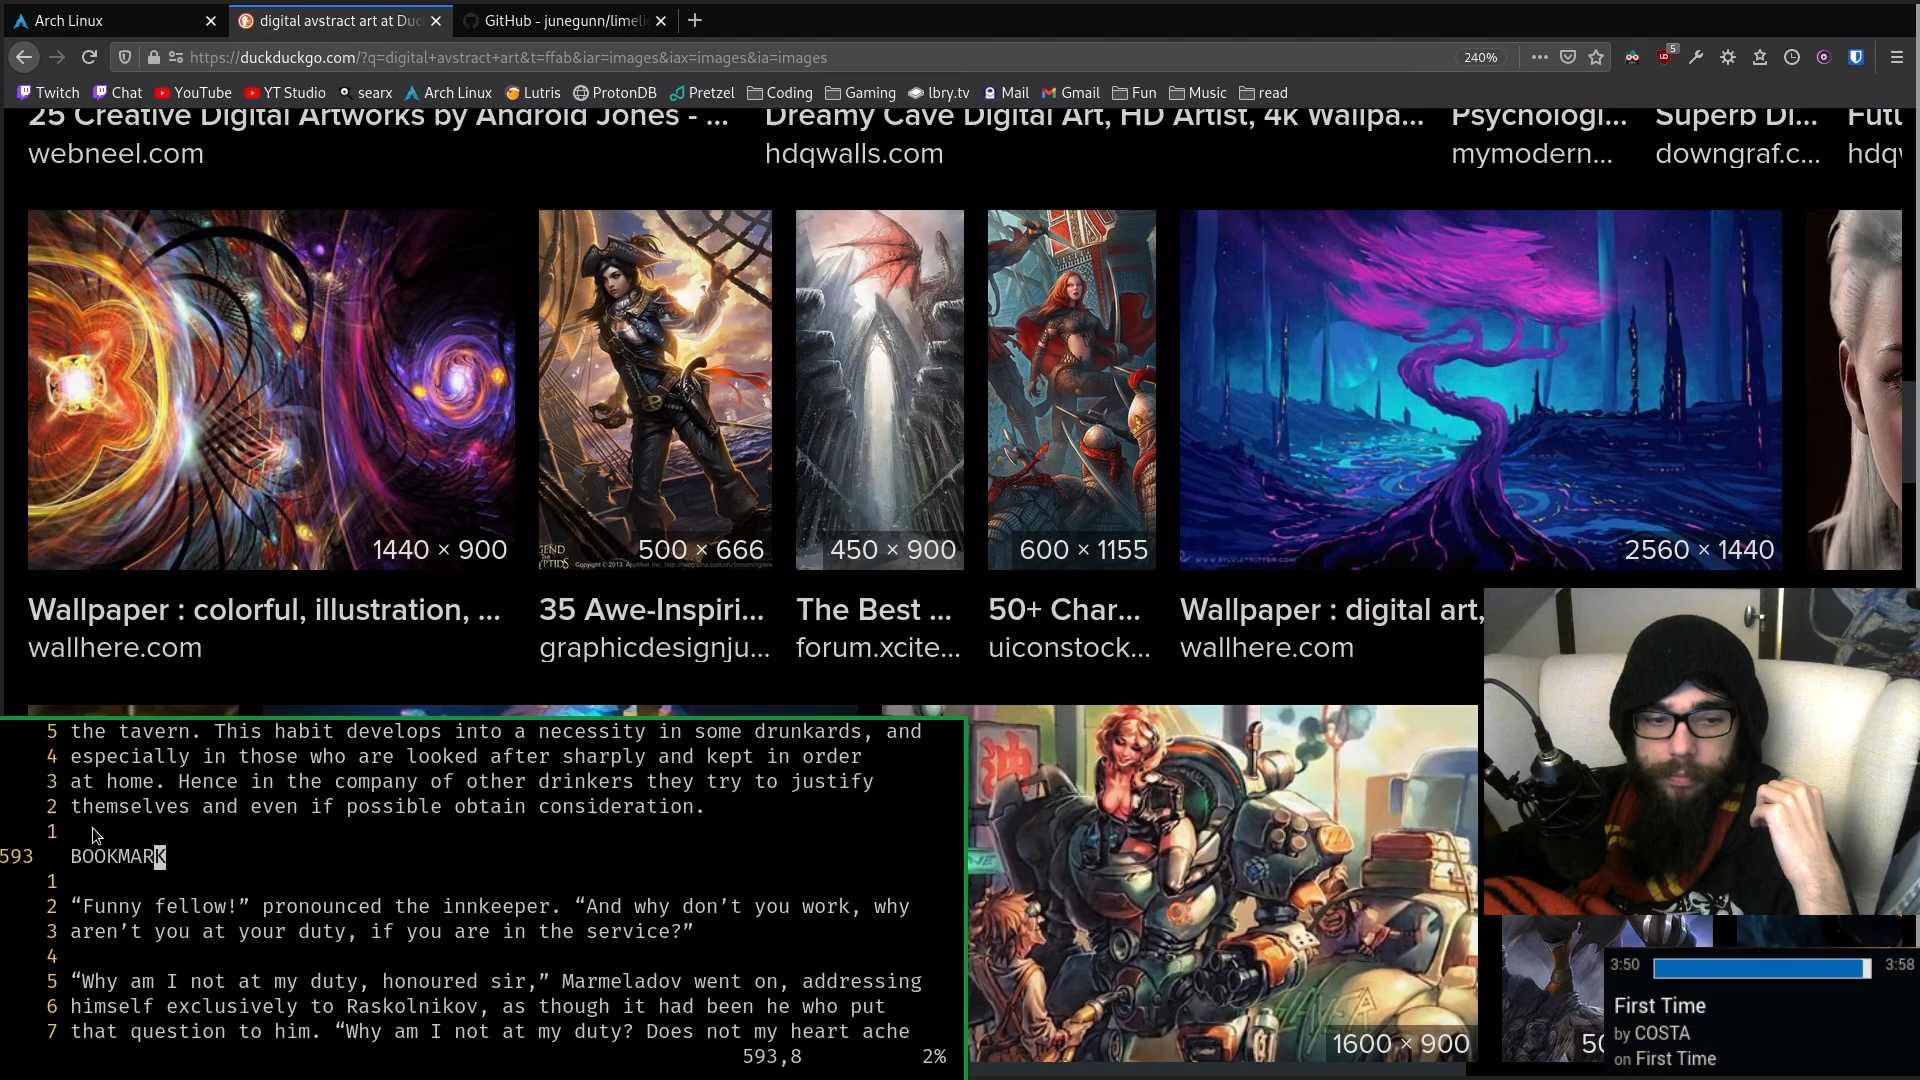 Arch Linux
digital avstract art at Duc
GitHub - junegunn/limeli
https://duckduckgo.com/?q=digital+avstract+art&t=ffab&iar=images&iax=images&ia=images
240%
5
Twitch Chat YouTube YT Studio searx Arch Linux Lutris ProtonDB Pretzel Coding Gaming lbry.tv Mail Gmail Fun Music read
25 Creative Digital Artworks by Android Jones - ...
webneel.com
Dreamy Cave Digital Art, HD Artist, 4k Wallpa...
hdqwalls.com
Psychologi...
mymodern...
Superb Di...
downgraf.c...
Futu
hdqw
1440 × 900
500 × 666
450 × 900
600 × 1155
2560 × 1440
Wallpaper : colorful, illustration, ...
wallhere.com
35 Awe-Inspiri...
graphicdesignju...
The Best ...
forum.xcite...
50+ Char...
uiconstock...
Wallpaper : digital art,
wallhere.com
5 the tavern. This habit develops into a necessity in some drunkards, and
4 especially in those who are looked after sharply and kept in order
3 at home. Hence in the company of other drinkers they try to justify
2 themselves and even if possible obtain consideration.
1
593 BOOKMARK
1
2 “Funny fellow!” pronounced the innkeeper. “And why don’t you work, why
3 aren’t you at your duty, if you are in the service?”
4
5 “Why am I not at my duty, honoured sir,” Marmeladov went on, addressing
6 himself exclusively to Raskolnikov, as though it had been he who put
7 that question to him. “Why am I not at my duty? Does not my heart ache
593,8 2%
油
1600 × 900
50
3:50 3:58
First Time
by COSTA
on First Time